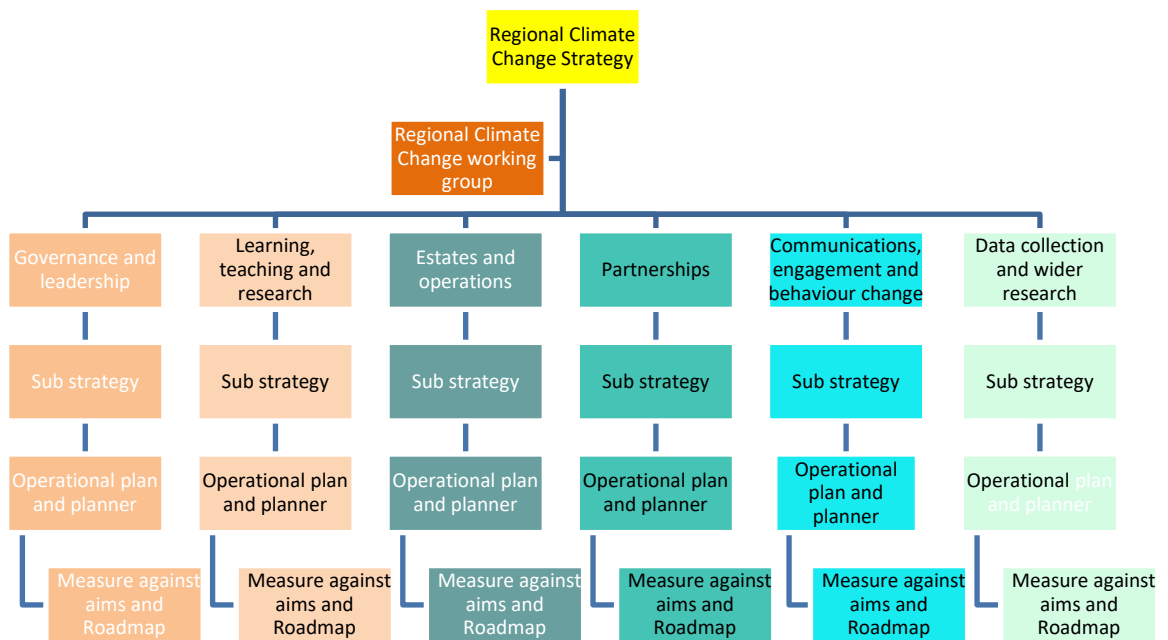 Regional Climate
Change Strategy
Regional Climate
Change working
group
Governance and
leadership
Learning,
teaching and
research
Estates and
operations
Partnerships
Communications,
engagement and
behaviour change
Data collection
and wider
research
Sub strategy
Sub strategy
Sub strategy
Sub strategy
Sub strategy
Sub strategy
Operational plan
and planner
Operational plan
and planner
Operational plan
and planner
Operational plan
and planner
Operational
plan and
planner
Operational plan
and planner
Measure against
aims and
Roadmap
Measure against
aims and
Roadmap
Measure against
aims and
Roadmap
Measure against
aims and
Roadmap
Measure against
aims and
Roadmap
Measure against
aims and
Roadmap